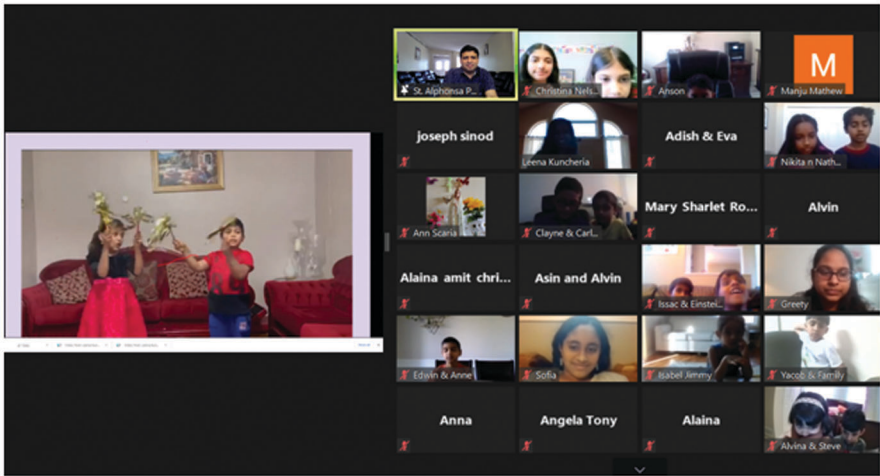 St. Alphonsa P...
Christina Nels...
Anson
M
Manju Mathew
joseph sinod
Leena Kuncheria
Adish & Eva
Nikita n Nath...
Ann Scaria
Clayne & Carl...
Mary Sharlet Ro...
Alvin
Alaina amit chri...
Asin and Alvin
Issac & Einstei...
Greety
Edwin & Anne
Sofia
Isabel Jimmy
Yacob & Family
Anna
Angela Tony
Alaina
Alvina & Steve